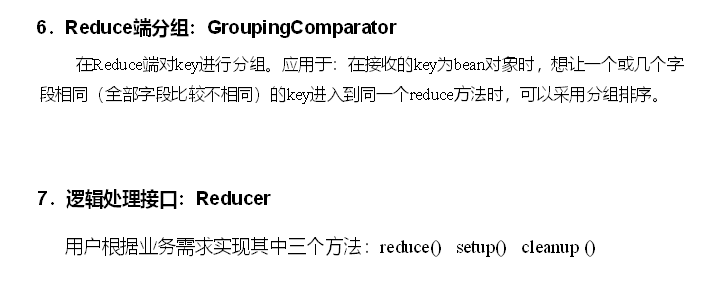 6．Reduce端分组：GroupingComparator
在Reduce端对key进行分组。应用于：在接收的key为bean对象时，想让一个或几个字
段相同（全部字段比较不相同）的key进入到同一个reduce方法时，可以采用分组排序。
7．逻辑处理接口：Reducer
用户根据业务需求实现其中三个方法：reduce() setup() cleanup ()